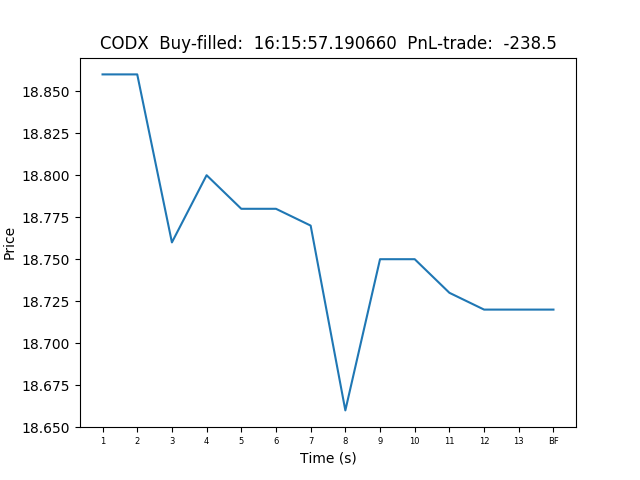 CODX  Buy-filled:  16:15:57.190660  PnL-trade:  -238.5
Price
18.850
18.825
18.800
18.775
18.750
18.725
18.700
18.675
18.650
1 2 3 4 5 6 7 8 9 10 11 12 13 BF
Time (s)